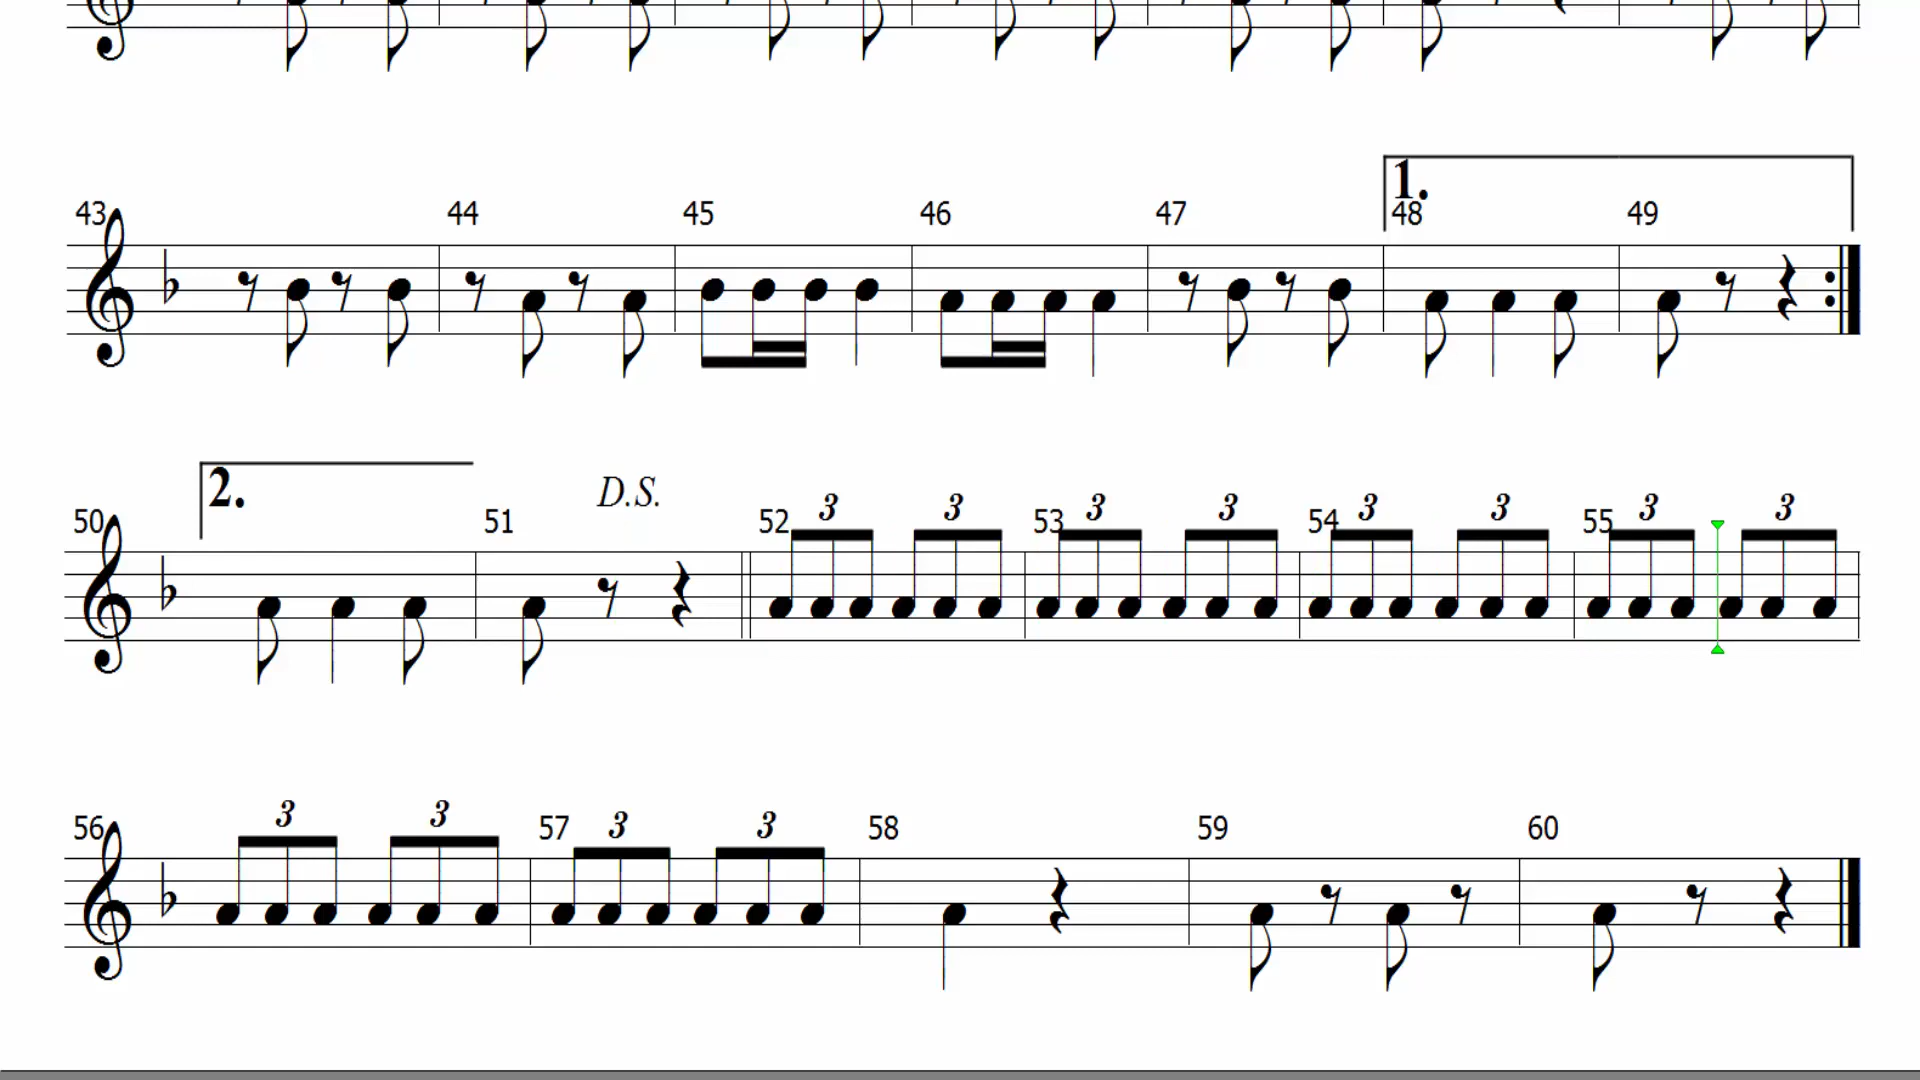 1.
43 44 45 46 47 48 49
2. D.S.
50 51 52 3 3 53 3 3 54 3 3 55 3 3
56 3 3 57 3 3 58 59 60